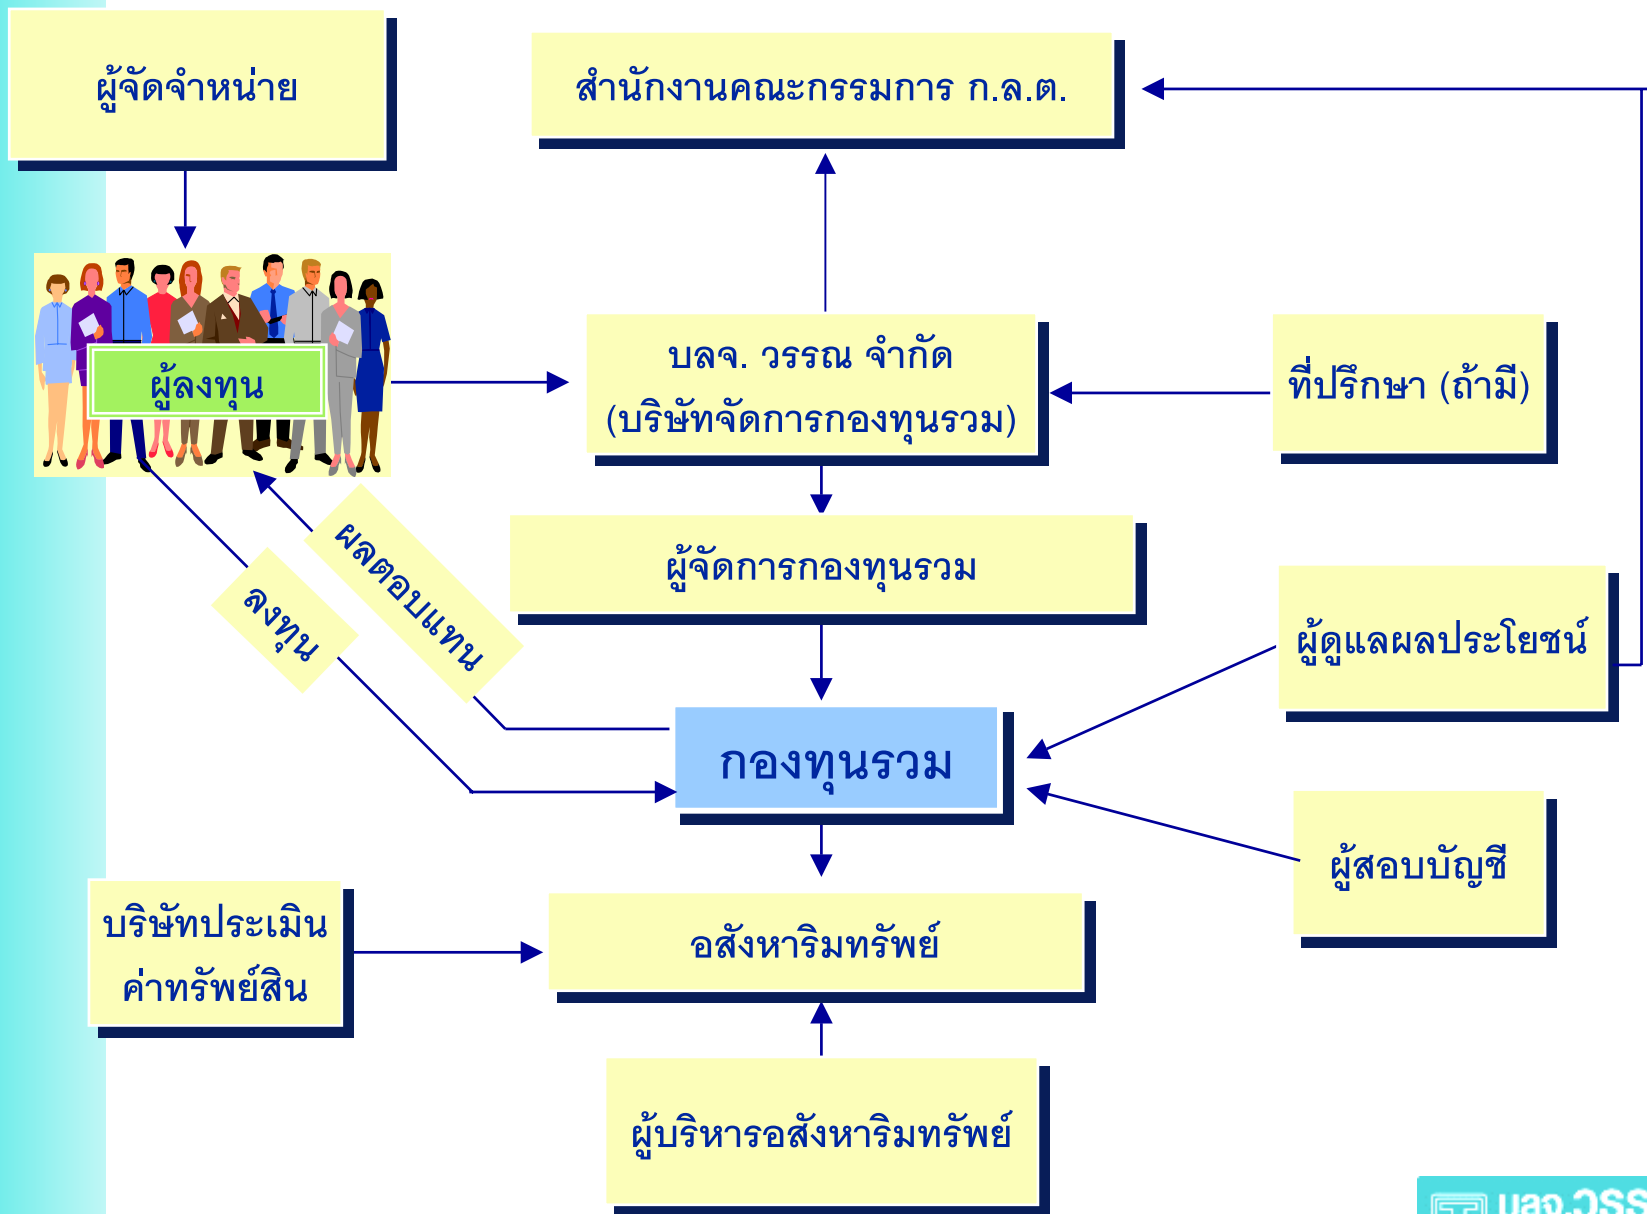 ผู้จัดจำหน่าย
สำนักงานคณะกรรมการ ก.ล.ต.
ผู้ลงทุน
บลจ. วรรณ จำกัด
(บริษัทจัดการกองทุนรวม)
ที่ปรึกษา (ถ้ามี)
ผลตอบแทน
ลงทุน
ผู้จัดการกองทุนรวม
ผู้ดูแลผลประโยชน์
กองทุนรวม
ผู้สอบบัญชี
บริษัทประเมิน
ค่าทรัพย์สิน
อสังหาริมทรัพย์
ผู้บริหารอสังหาริมทรัพย์